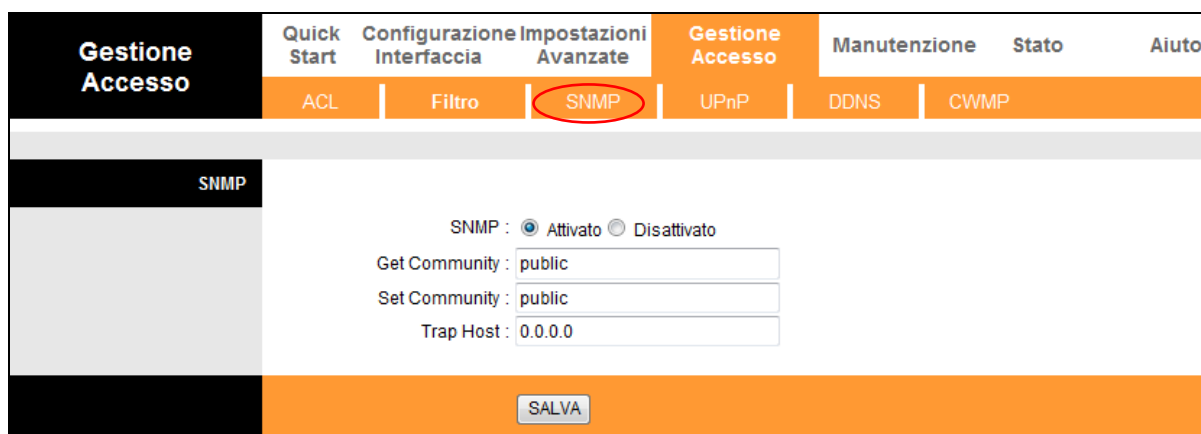 Gestione
Accesso
Quick
Start
Configurazione
Interfaccia
Impostazioni
Avanzate
Gestione
Accesso
Manutenzione
Stato
Aiuto
ACL
Filtro
SNMP
UPnP
DDNS
CWMP
SNMP
SNMP : Attivato Disattivato
Get Community : public
Set Community : public
Trap Host : 0.0.0.0
SALVA